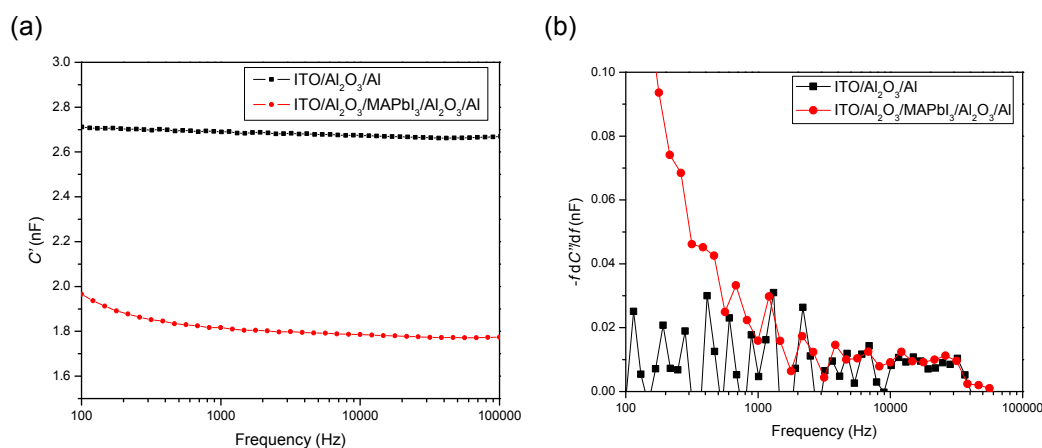 (a)
3.0
2.8
2.6
2.4
2.2
2.0
1.8
1.6
C' (nF)
100
1000
10000
100000
Frequency (Hz)
ITO/Al₂O₃/Al
ITO/Al₂O₃/MAPbI₃/Al₂O₃/Al
(b)
0.10
0.08
0.06
0.04
0.02
0.00
-f dC'/df (nF)
100
1000
10000
100000
Frequency (Hz)
ITO/Al₂O₃/Al
ITO/Al₂O₃/MAPbI₃/Al₂O₃/Al